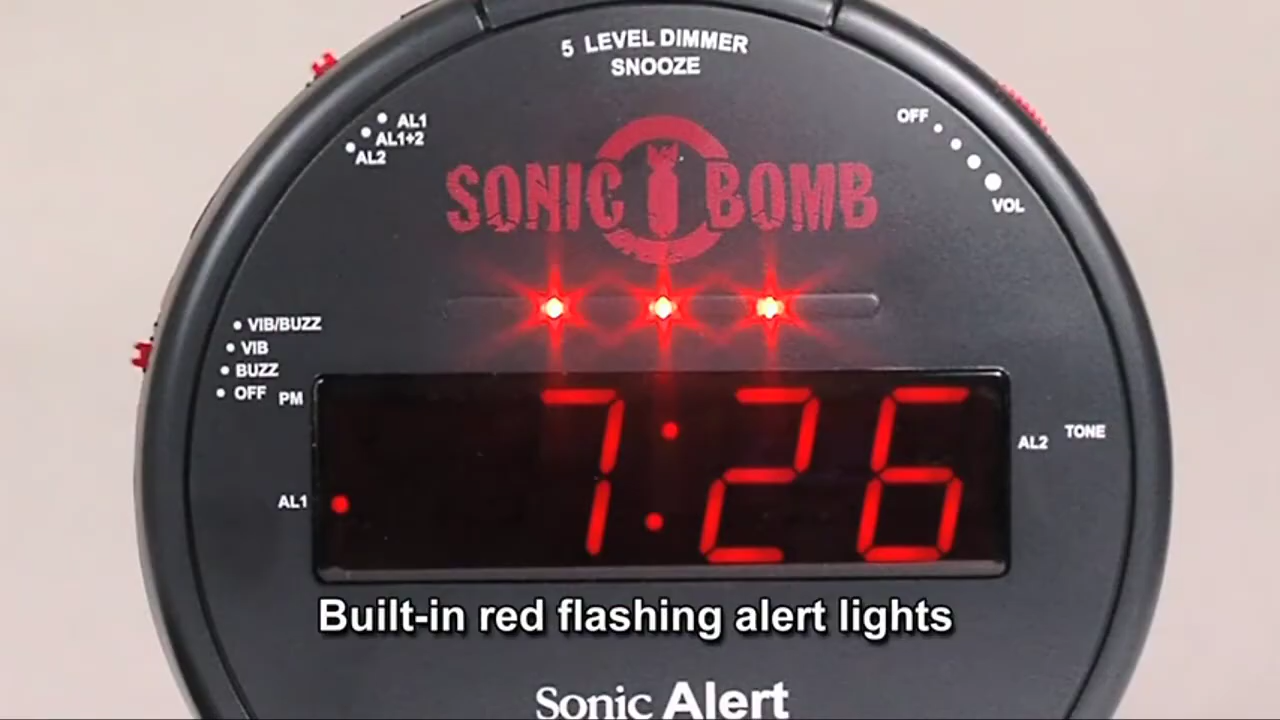 5 LEVEL DIMMER
SNOOZE
AL1
AL1+2
AL2
OFF
VOL
SONIC BOMB
VIB/BUZZ
VIB
BUZZ
OFF
PM
7:26
AL1
AL2
TONE
Built-in red flashing alert lights
Sonic Alert